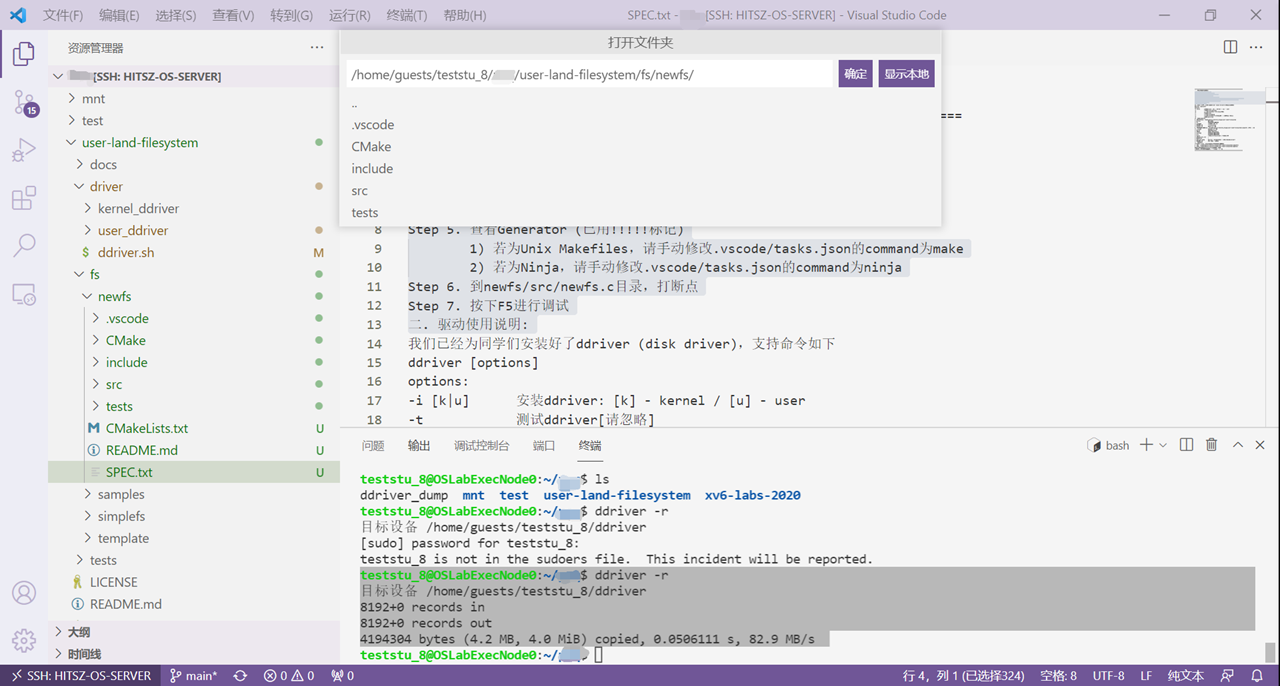 文件(F) 编辑(E) 选择(S) 查看(V) 转到(G) 运行(R) 终端(T) 帮助(H) SPEC.txt - [SSH: HITSZ-OS-SERVER] - Visual Studio Code
资源管理器
[SSH: HITSZ-OS-SERVER]
mnt
test
user-land-filesystem
docs
driver
kernel_ddriver
user_ddriver
$ ddriver.sh M
fs
newfs
.vscode
CMake
include
src
tests
CMakeLists.txt U
README.md U
SPEC.txt U
samples
simplefs
template
tests
LICENSE
README.md
大纲
时间线
15
打开文件夹
/home/guests/teststu_8/ /user-land-filesystem/fs/newfs/ 确定 显示本地
..
.vscode
CMake
include
src
tests
===
8 Step 5. 查看Generator (已用!!!!!标记)
9 1) 若为Unix Makefiles，请手动修改.vscode/tasks.json的command为make
10 2) 若为Ninja，请手动修改.vscode/tasks.json的command为ninja
11 Step 6. 到newfs/src/newfs.c目录，打断点
12 Step 7. 按下F5进行调试
13 二. 驱动使用说明:
14 我们已经为同学们安装好了ddriver (disk driver)，支持命令如下
15 ddriver [options]
16 options:
17 -i [k|u] 安装ddriver: [k] - kernel / [u] - user
18 -t 测试ddriver[请忽略]
问题 输出 调试控制台 端口 终端 bash
teststu_8@OSLabExecNode0:~/ $ ls
ddriver_dump mnt test user-land-filesystem xv6-labs-2020
teststu_8@OSLabExecNode0:~/ $ ddriver -r
目标设备 /home/guests/teststu_8/ddriver
[sudo] password for teststu_8:
teststu_8 is not in the sudoers file. This incident will be reported.
teststu_8@OSLabExecNode0:~/ $ ddriver -r
目标设备 /home/guests/teststu_8/ddriver
8192+0 records in
8192+0 records out
4194304 bytes (4.2 MB, 4.0 MiB) copied, 0.0506111 s, 82.9 MB/s
teststu_8@OSLabExecNode0:~/
SSH: HITSZ-OS-SERVER main* 0 0 0 行 4，列 1 (已选择324) 空格: 8 UTF-8 LF 纯文本